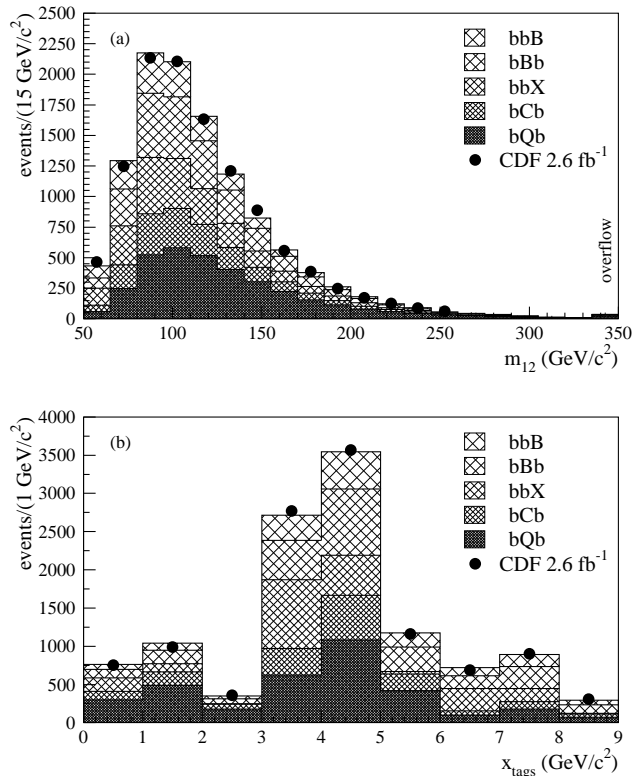 (a)
events/(15 GeV/c²)
2500
2250
2000
1750
1500
1250
1000
750
500
250
0
bbB
bBb
bbX
bCb
bQb
CDF 2.6 fb⁻¹
overflow
50 100 150 200 250 300 350
m₁₂ (GeV/c²)
(b)
events/(1 GeV/c²)
4000
3500
3000
2500
2000
1500
1000
500
0
bbB
bBb
bbX
bCb
bQb
CDF 2.6 fb⁻¹
0 1 2 3 4 5 6 7 8 9
x_tags (GeV/c²)